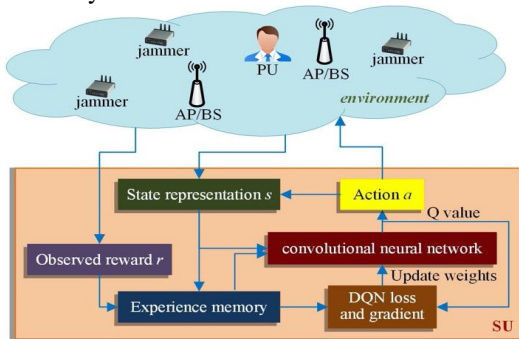 jammer
PU
jammer
jammer
AP/BS
AP/BS
environment
State representation s
Action a
Q value
Observed reward r
convolutional neural network
Update weights
Experience memory
DQN loss
and gradient
SU